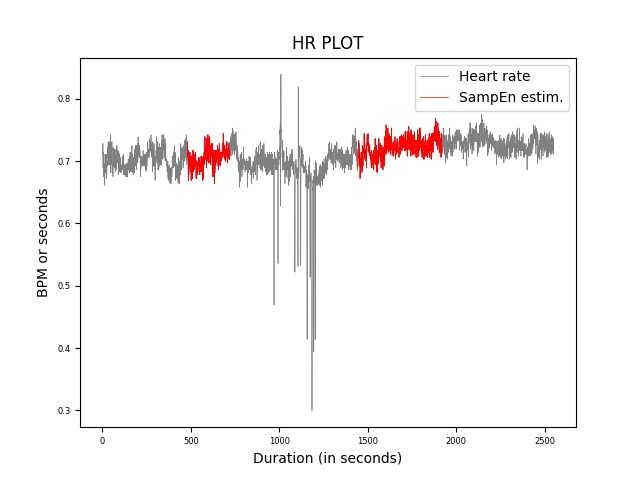 HR PLOT
Heart rate
SampEn estim.
BPM or seconds
0.8
0.7
0.6
0.5
0.4
0.3
0 500 1000 1500 2000 2500
Duration (in seconds)